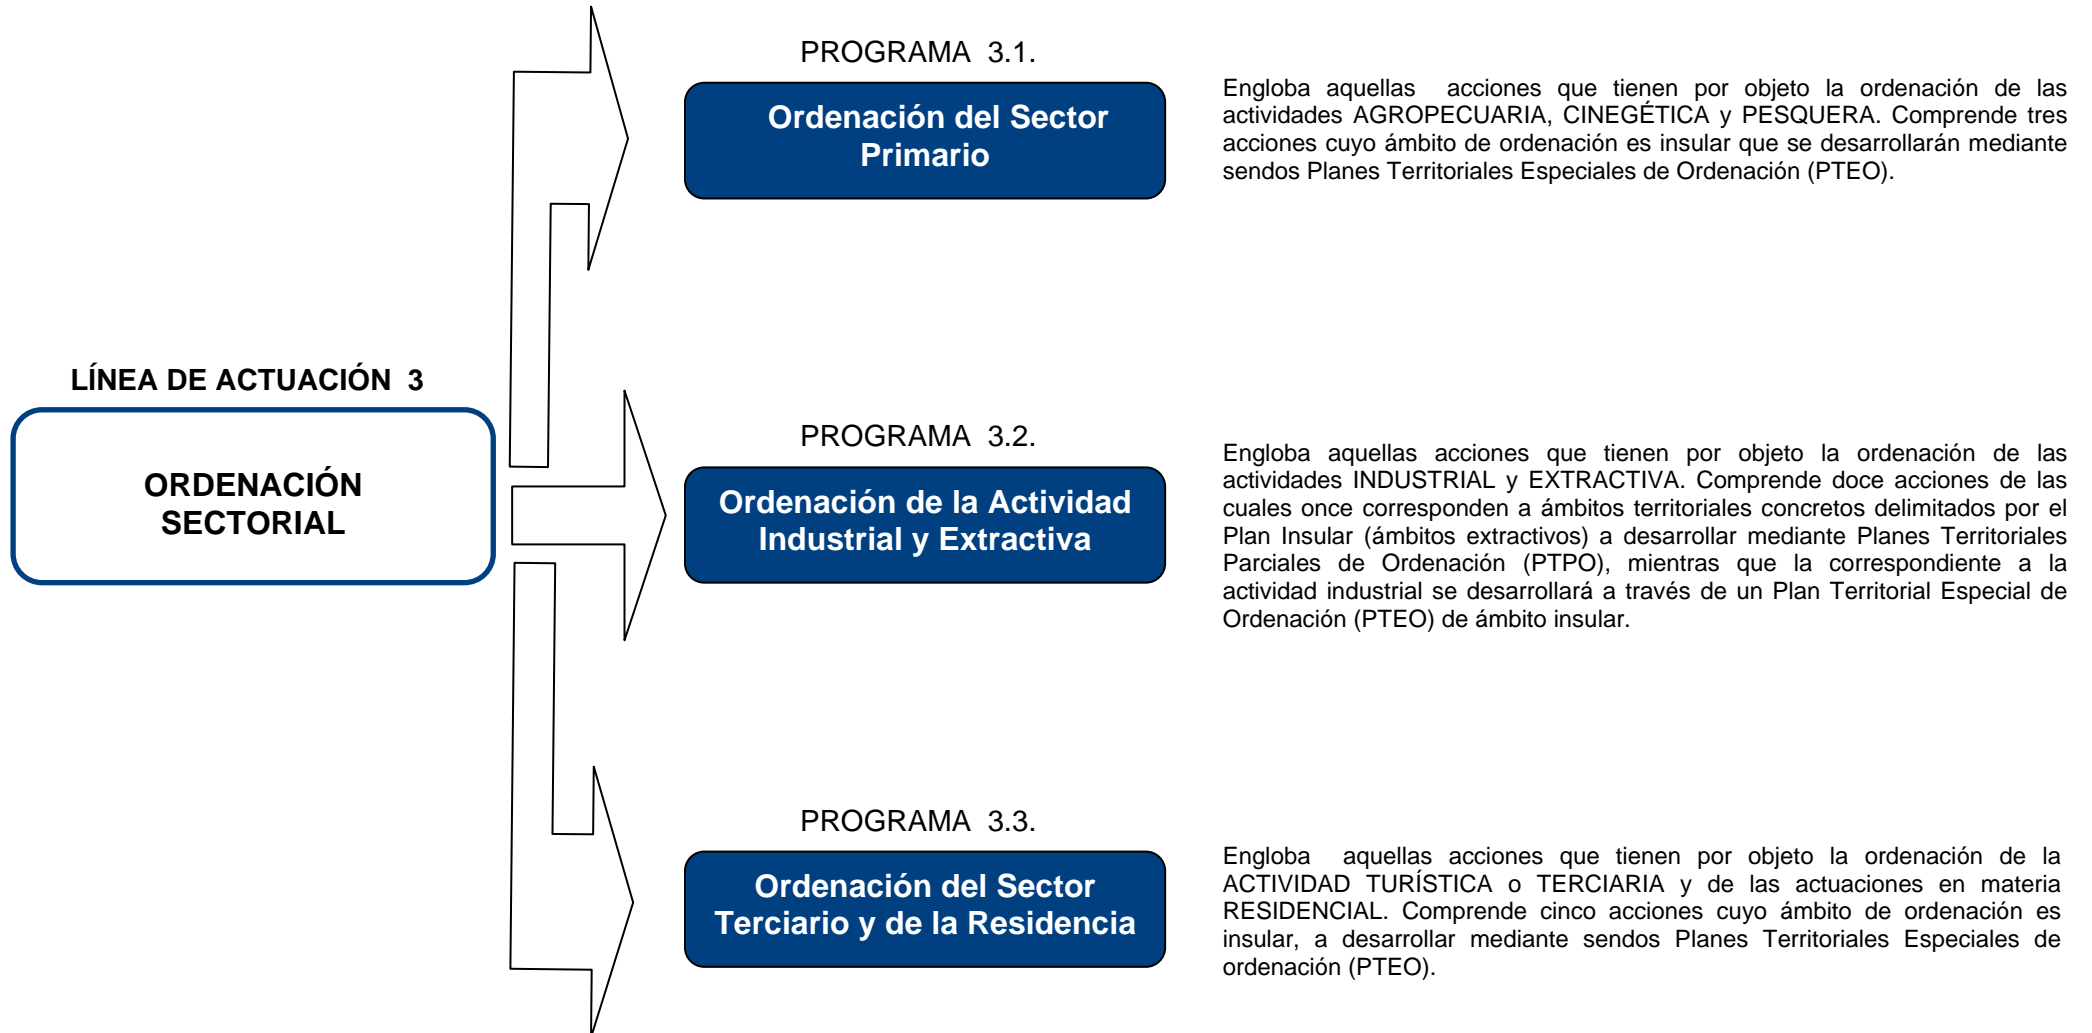 LÍNEA DE ACTUACIÓN 3
ORDENACIÓN
SECTORIAL
PROGRAMA 3.1.
Ordenación del Sector
Primario
Engloba aquellas acciones que tienen por objeto la ordenación de las
actividades AGROPECUARIA, CINEGÉTICA y PESQUERA. Comprende tres
acciones cuyo ámbito de ordenación es insular que se desarrollarán mediante
sendos Planes Territoriales Especiales de Ordenación (PTEO).
PROGRAMA 3.2.
Ordenación de la Actividad
Industrial y Extractiva
Engloba aquellas acciones que tienen por objeto la ordenación de las
actividades INDUSTRIAL y EXTRACTIVA. Comprende doce acciones de las
cuales once corresponden a ámbitos territoriales concretos delimitados por el
Plan Insular (ámbitos extractivos) a desarrollar mediante Planes Territoriales
Parciales de Ordenación (PTPO), mientras que la correspondiente a la
actividad industrial se desarrollará a través de un Plan Territorial Especial de
Ordenación (PTEO) de ámbito insular.
PROGRAMA 3.3.
Ordenación del Sector
Terciario y de la Residencia
Engloba aquellas acciones que tienen por objeto la ordenación de la
ACTIVIDAD TURÍSTICA o TERCIARIA y de las actuaciones en materia
RESIDENCIAL. Comprende cinco acciones cuyo ámbito de ordenación es
insular, a desarrollar mediante sendos Planes Territoriales Especiales de
ordenación (PTEO).